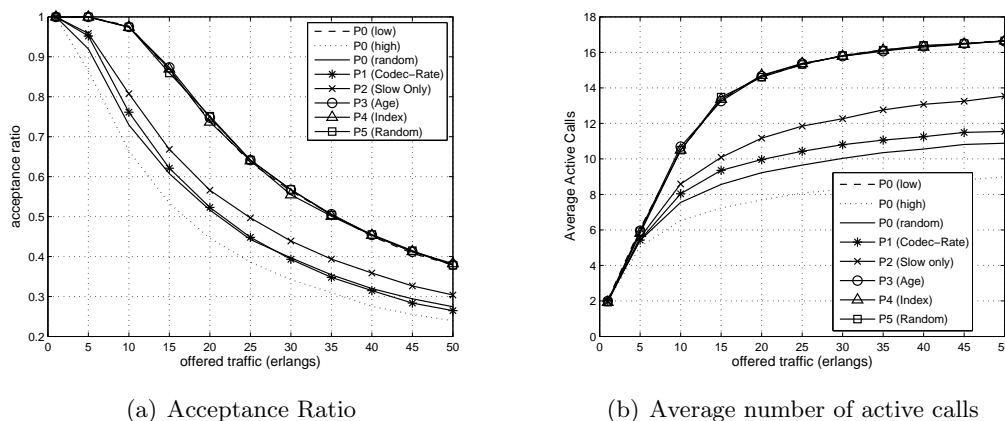 1
0.9
0.8
0.7
0.6
0.5
0.4
0.3
0.2
acceptance ratio
0 5 10 15 20 25 30 35 40 45 50
offered traffic (erlangs)
P0 (low)
P0 (high)
P0 (random)
P1 (Codec−Rate)
P2 (Slow Only)
P3 (Age)
P4 (Index)
P5 (Random)
(a) Acceptance Ratio
18
16
14
12
10
8
6
4
2
0
Average Active Calls
0 5 10 15 20 25 30 35 40 45 50
offered traffic (erlangs)
P0 (low)
P0 (high)
P0 (random)
P1 (Codec−Rate)
P2 (Slow only)
P3 (Age)
P4 (Index)
P5 (Random)
(b) Average number of active calls